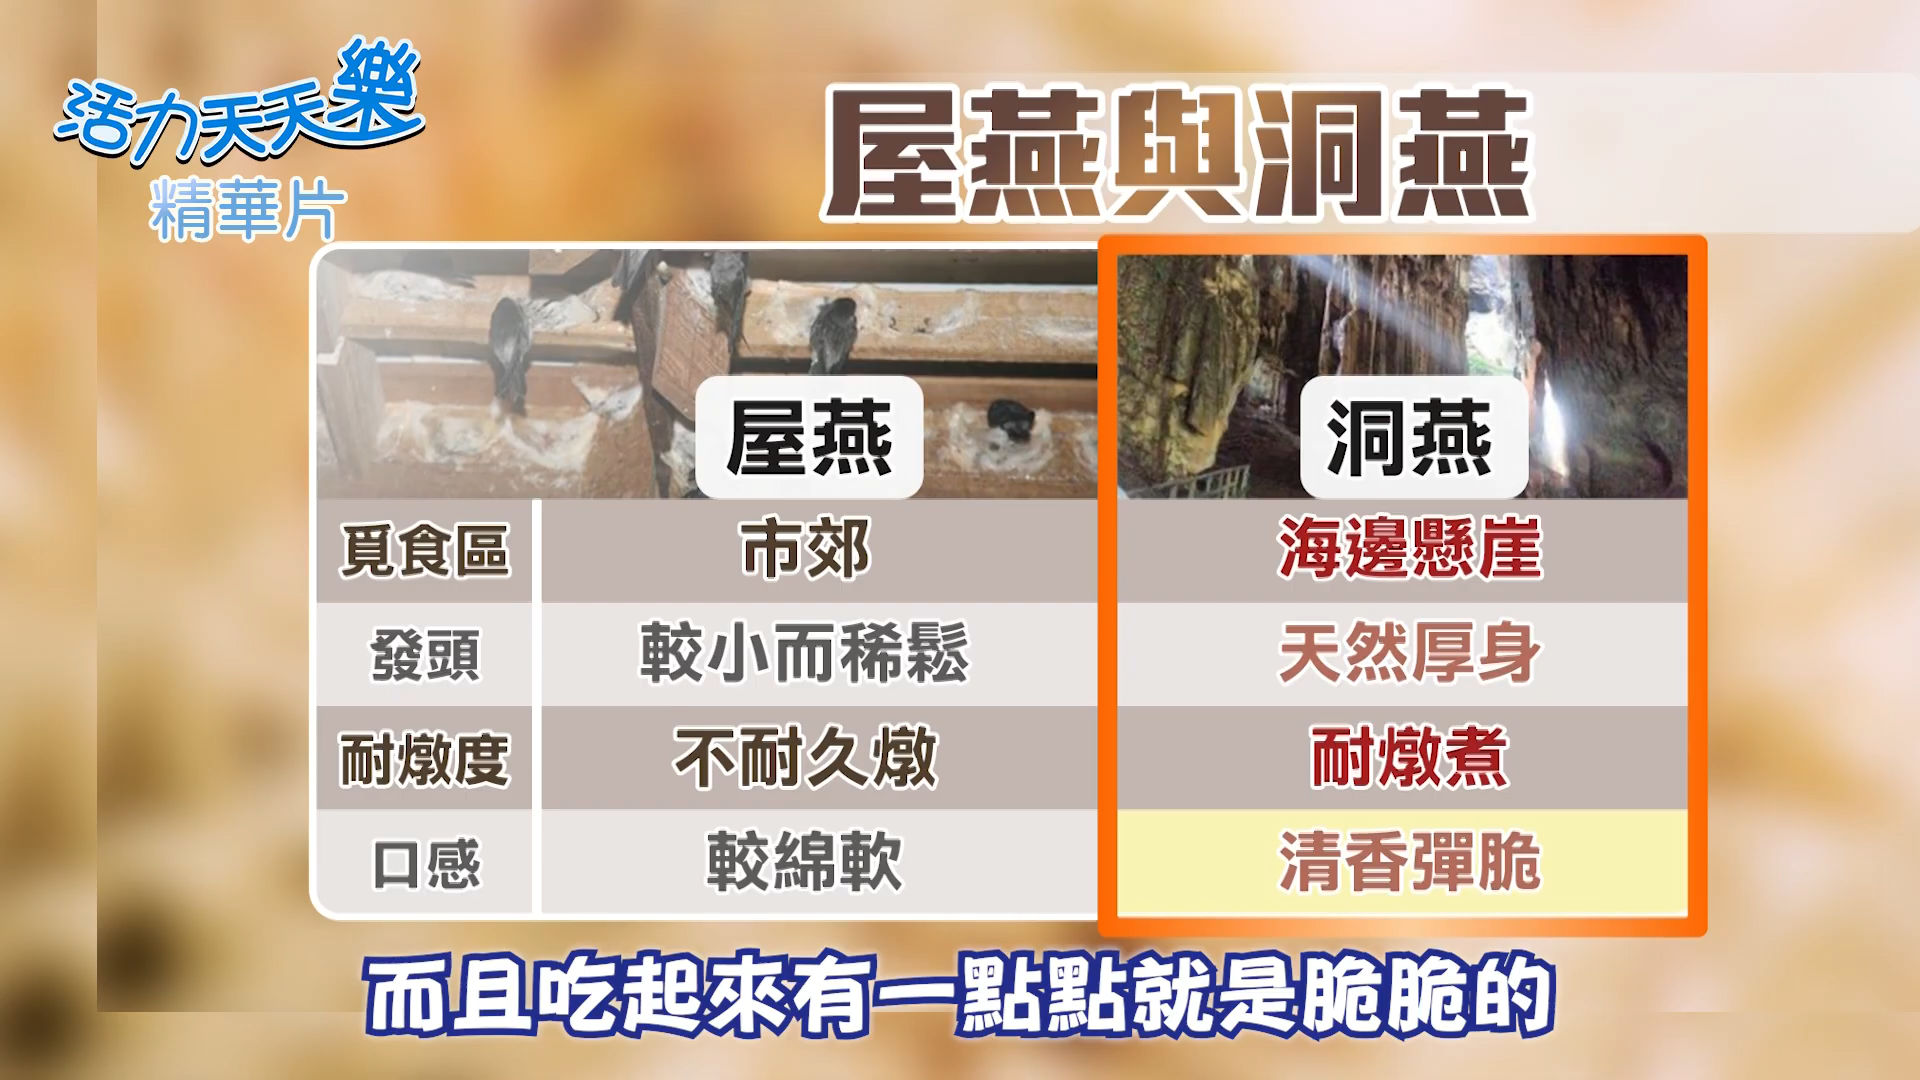 活力天天樂
精華片
屋燕與洞燕
屋燕
洞燕
覓食區
市郊
海邊懸崖
發頭
較小而稀鬆
天然厚身
耐燉度
不耐久燉
耐燉煮
口感
較綿軟
清香彈脆
而且吃起來有一點點就是脆脆的